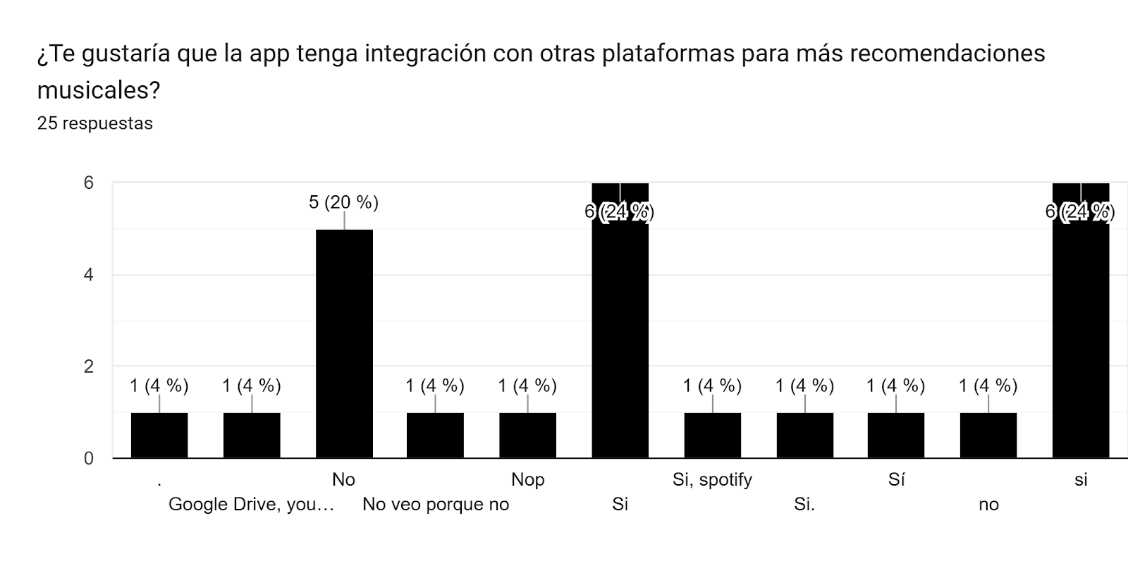 ¿Te gustaría que la app tenga integración con otras plataformas para más recomendaciones
musicales?
25 respuestas
6
5 (20 %)
6 (24 %)
6 (24 %)
4
2
1 (4 %)
1 (4 %)
1 (4 %)
1 (4 %)
1 (4 %)
1 (4 %)
1 (4 %)
1 (4 %)
0
.
No
Nop
Si, spotify
Sí
si
Google Drive, you…
No veo porque no
Si
Si.
no